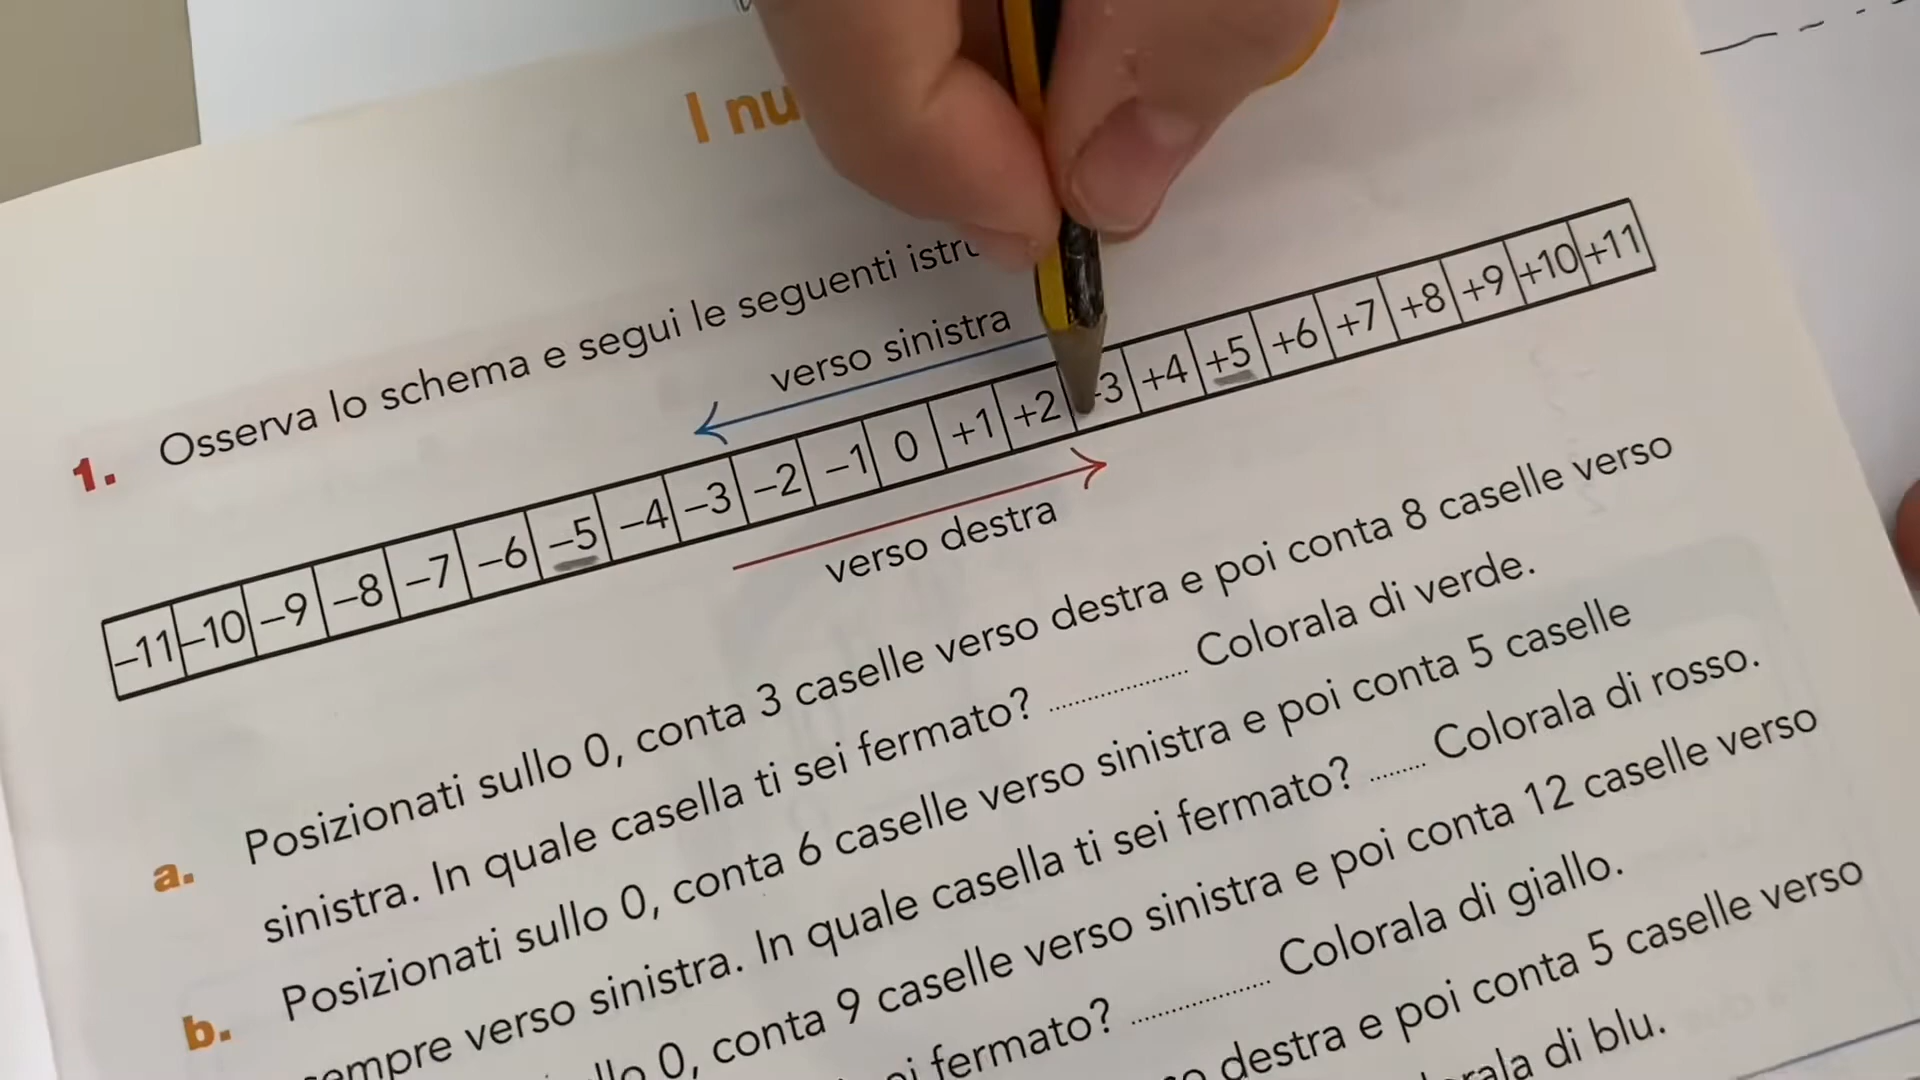 I nu
1. Osserva lo schema e segui le seguenti istru
verso sinistra
–11 –10 –9 –8 –7 –6 –5 –4 –3 –2 –1 0 +1 +2 -3 +4 +5 +6 +7 +8 +9 +10 +11
verso destra
a. Posizionati sullo 0, conta 3 caselle verso destra e poi conta 8 caselle verso
sinistra. In quale casella ti sei fermato? .................... Colorala di verde.
b. Posizionati sullo 0, conta 6 caselle verso sinistra e poi conta 5 caselle
empre verso sinistra. In quale casella ti sei fermato? ........ Colorala di rosso.
llo 0, conta 9 caselle verso sinistra e poi conta 12 caselle verso
ei fermato? .................... Colorala di giallo.
destra e poi conta 5 caselle verso
rala di blu.